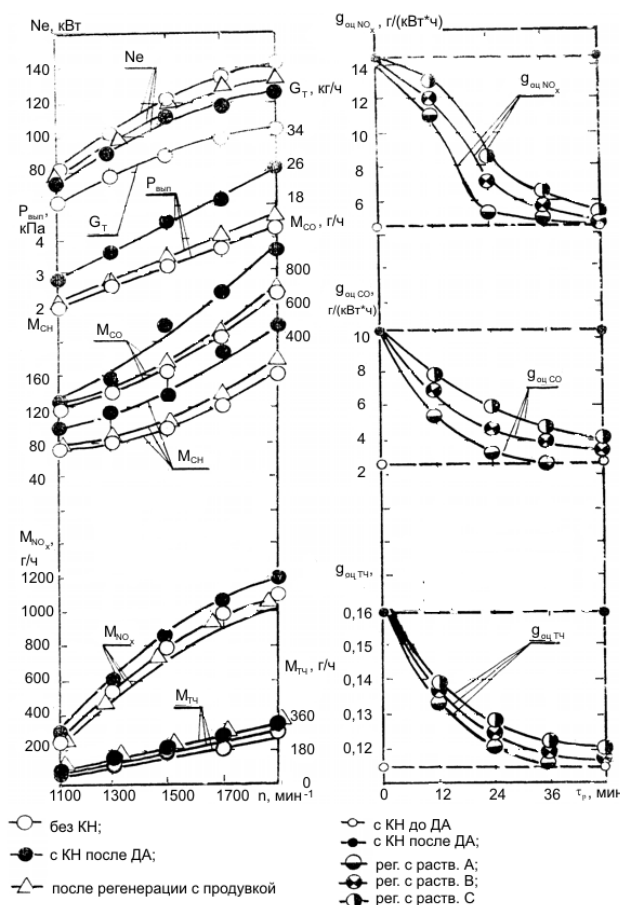 Ne, кВт
Ne
140
120
100
80
G_T, кг/ч
34
26
18
P_вып, кПа
P_вып
G_T
4
3
2
M_CO, г/ч
800
600
400
M_CH
M_CO
160
120
80
40
M_CH
M_NOx, г/ч
1200
1000
800
600
400
200
M_NOx
M_ТЧ
M_ТЧ, г/ч
360
180
0
1100 1300 1500 1700 n, мин⁻¹
без КН;
с КН после ДА;
после регенерации с продувкой
g_оц NOx, г/(кВт*ч)
g_оц NOx
14
12
10
8
6
g_оц CO, г/(кВт*ч)
10
8
6
4
2
g_оц CO
g_оц ТЧ,
0,16
0,15
0,14
0,13
0,12
g_оц ТЧ
0 12 24 36 τ_р, мин
с КН до ДА
с КН после ДА;
рег. с раств. А;
рег. с раств. В;
рег. с раств. С